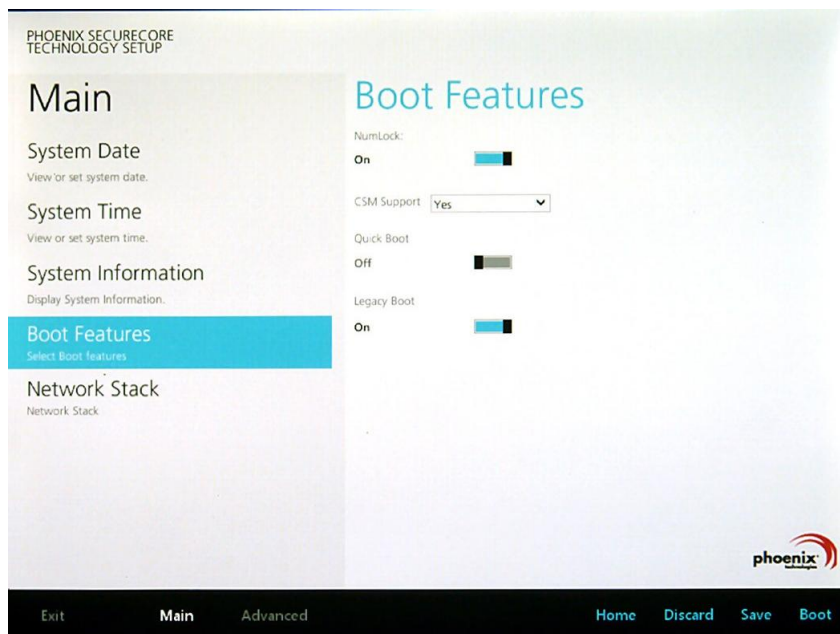 PHOENIX SECURECORE
TECHNOLOGY SETUP
Main
System Date
View or set system date.
System Time
View or set system time.
System Information
Display System Information.
Boot Features
Select Boot features
Network Stack
Network Stack
Boot Features
NumLock:
On
CSM Support Yes
Quick Boot
Off
Legacy Boot
On
phoenix
technologies
Exit Main Advanced Home Discard Save Boot